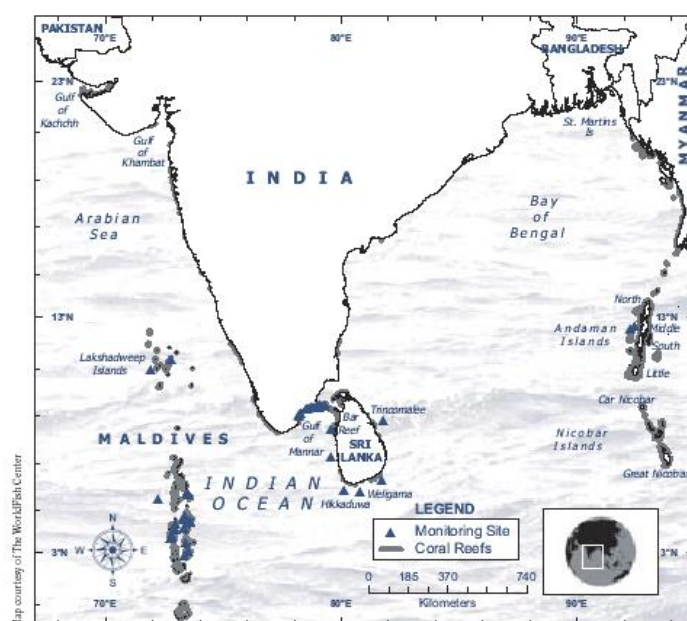 PAKISTAN
70°E
80°E
90°E
BANGLADESH
23°N
23°N
Gulf
of
Kachchh
Gulf
of
Khambat
St. Martins
Is
MYANMAR
INDIA
Arabian
Sea
Bay
of
Bengal
13°N
13°N
North
Andaman
Islands
Middle
South
Little
Lakshadweep
Islands
Car Nicobar
Nicobar
Islands
Great Nicobar
Trincomalee
Bar
Reef
Gulf
of
Mannar
SRI
LANKA
MALDIVES
INDIAN
OCEAN
Weligama
Hikkaduwa
LEGEND
Monitoring Site
Coral Reefs
0 185 370 740
Kilometers
N
W E
S
3°N
3°N
70°E
80°E
90°E
Map courtesy of The WorldFish Center